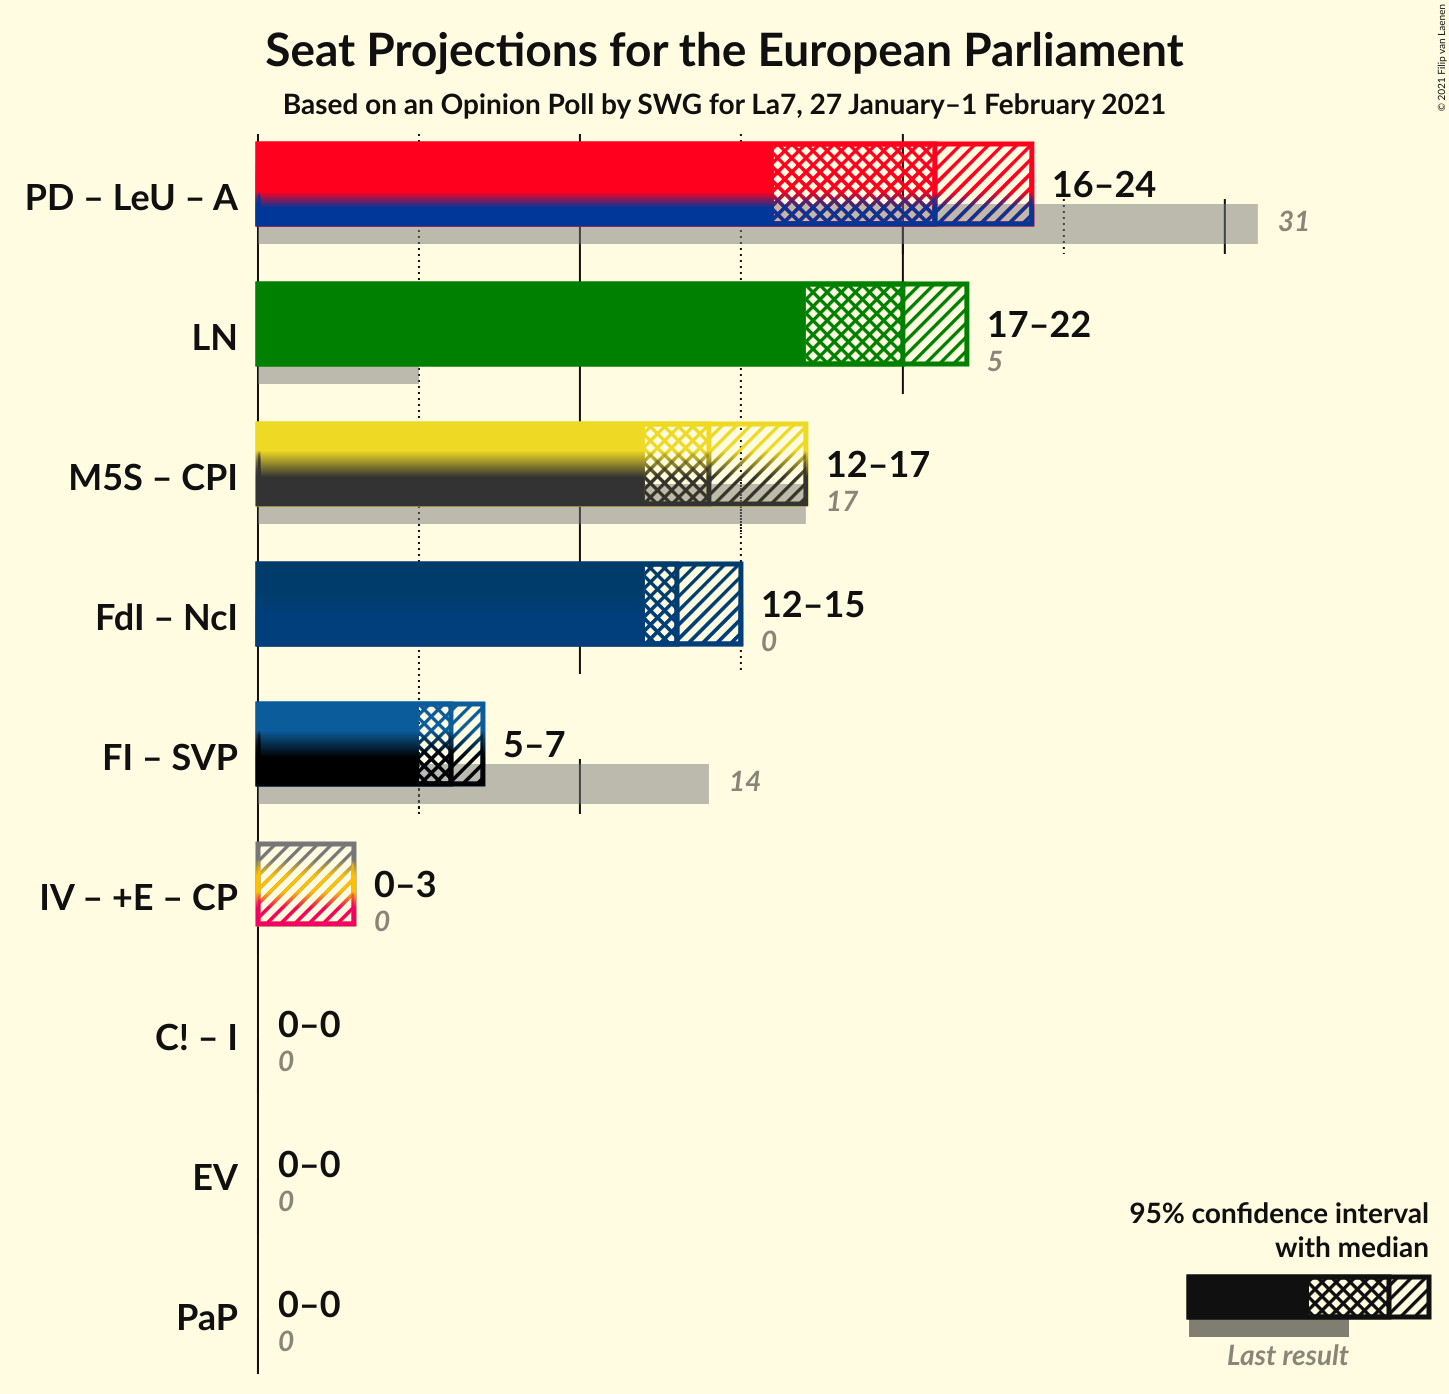 Seat Projections for the European Parliament
Based on an Opinion Poll by SWG for La7, 27 January–1 February 2021
© 2021 Filip van Laenen
PD – LeU – A
16–24
31
LN
17–22
5
M5S – CPI
12–17
17
FdI – NcI
12–15
0
FI – SVP
5–7
14
IV – +E – CP
0–3
0
C! – I
0–0
0
EV
0–0
0
PaP
0–0
0
95% confidence interval
with median
Last result